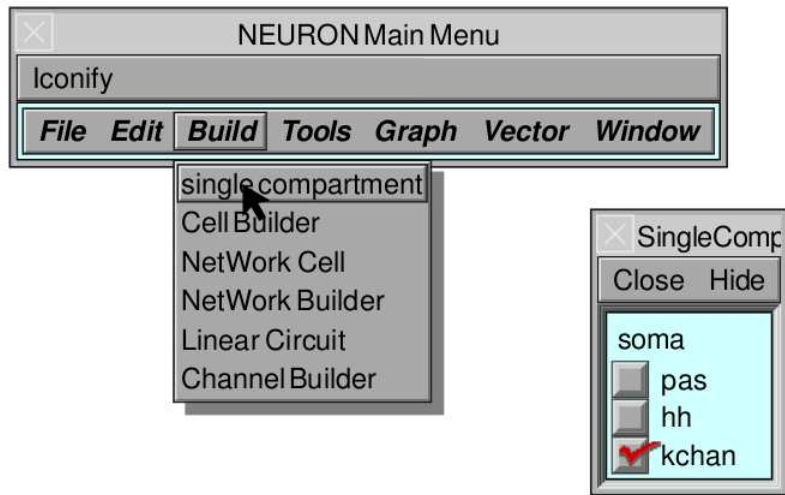 NEURON Main Menu
Iconify
File Edit Build Tools Graph Vector Window
single compartment
Cell Builder
NetWork Cell
NetWork Builder
Linear Circuit
Channel Builder
SingleComp
Close Hide
soma
pas
hh
kchan